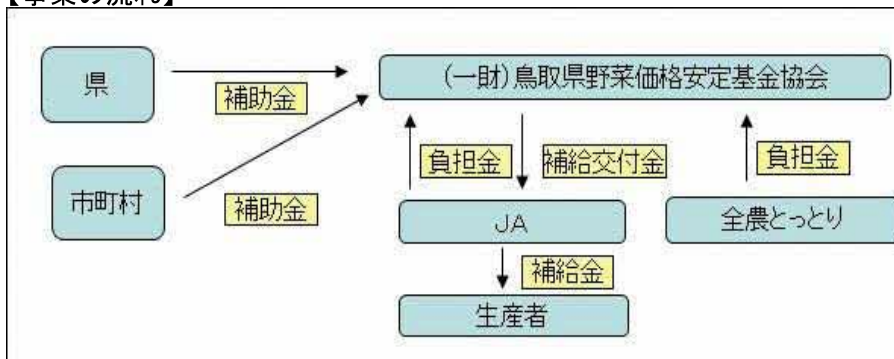 【事業の流れ】
県
補助金
(一財)鳥取県野菜価格安定基金協会
市町村
補助金
負担金
補給交付金
負担金
JA
全農とっとり
補給金
生産者